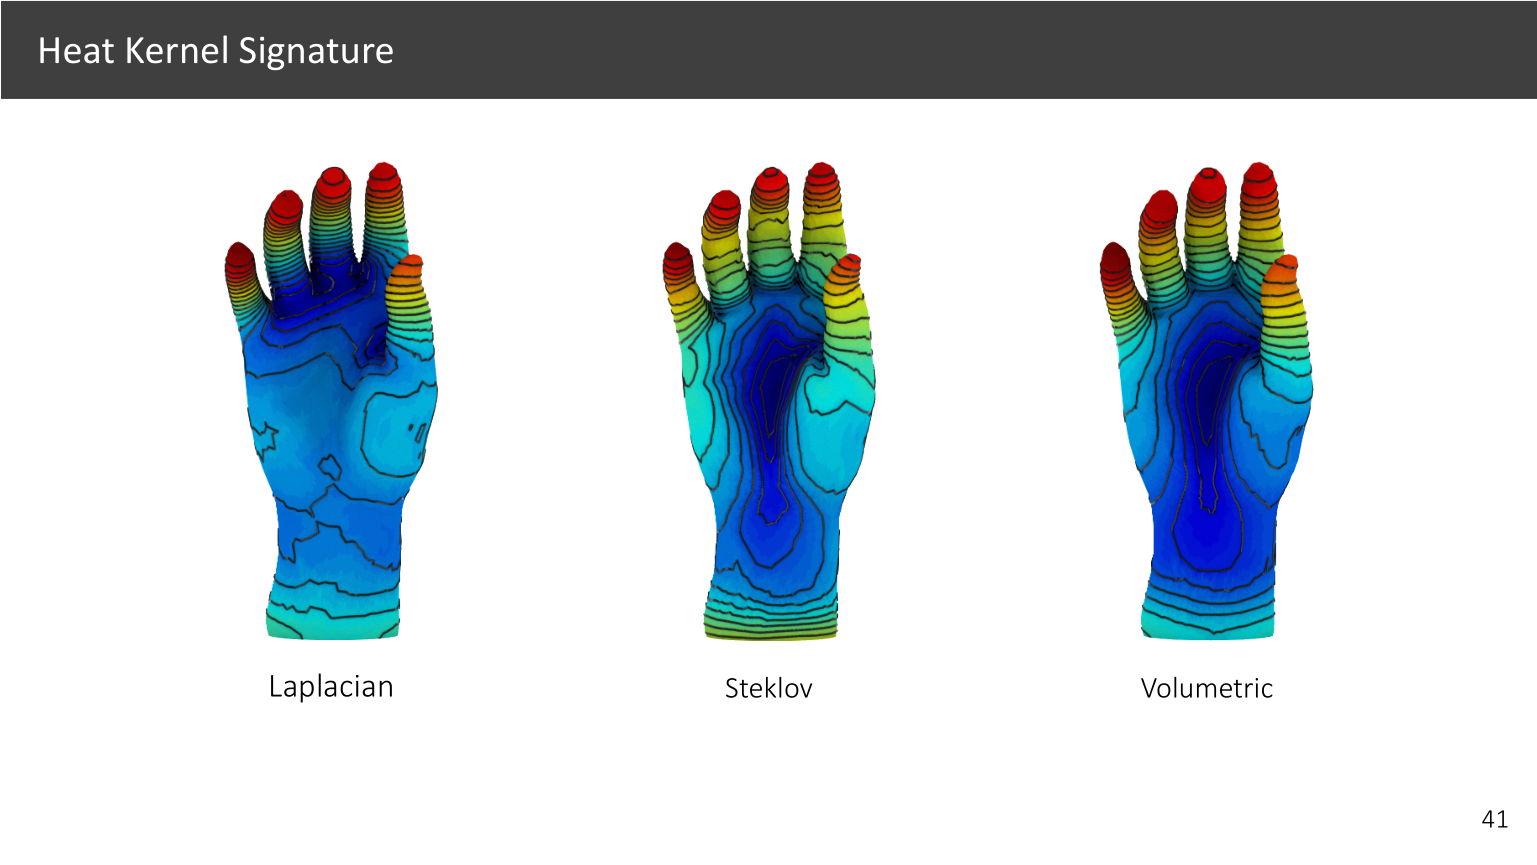 Heat Kernel Signature
Laplacian
Steklov
Volumetric
41